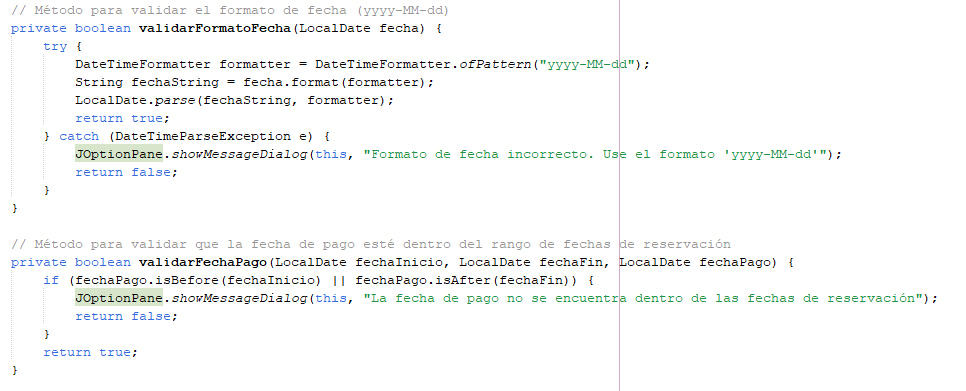 // Método para validar el formato de fecha (yyyy-MM-dd)
private boolean validarFormatoFecha(LocalDate fecha) {
    try {
        DateTimeFormatter formatter = DateTimeFormatter.ofPattern("yyyy-MM-dd");
        String fechaString = fecha.format(formatter);
        LocalDate.parse(fechaString, formatter);
        return true;
    } catch (DateTimeParseException e) {
        JOptionPane.showMessageDialog(this, "Formato de fecha incorrecto. Use el formato 'yyyy-MM-dd'");
        return false;
    }
}

// Método para validar que la fecha de pago esté dentro del rango de fechas de reservación
private boolean validarFechaPago(LocalDate fechaInicio, LocalDate fechaFin, LocalDate fechaPago) {
    if (fechaPago.isBefore(fechaInicio) || fechaPago.isAfter(fechaFin)) {
        JOptionPane.showMessageDialog(this, "La fecha de pago no se encuentra dentro de las fechas de reservación");
        return false;
    }
    return true;
}